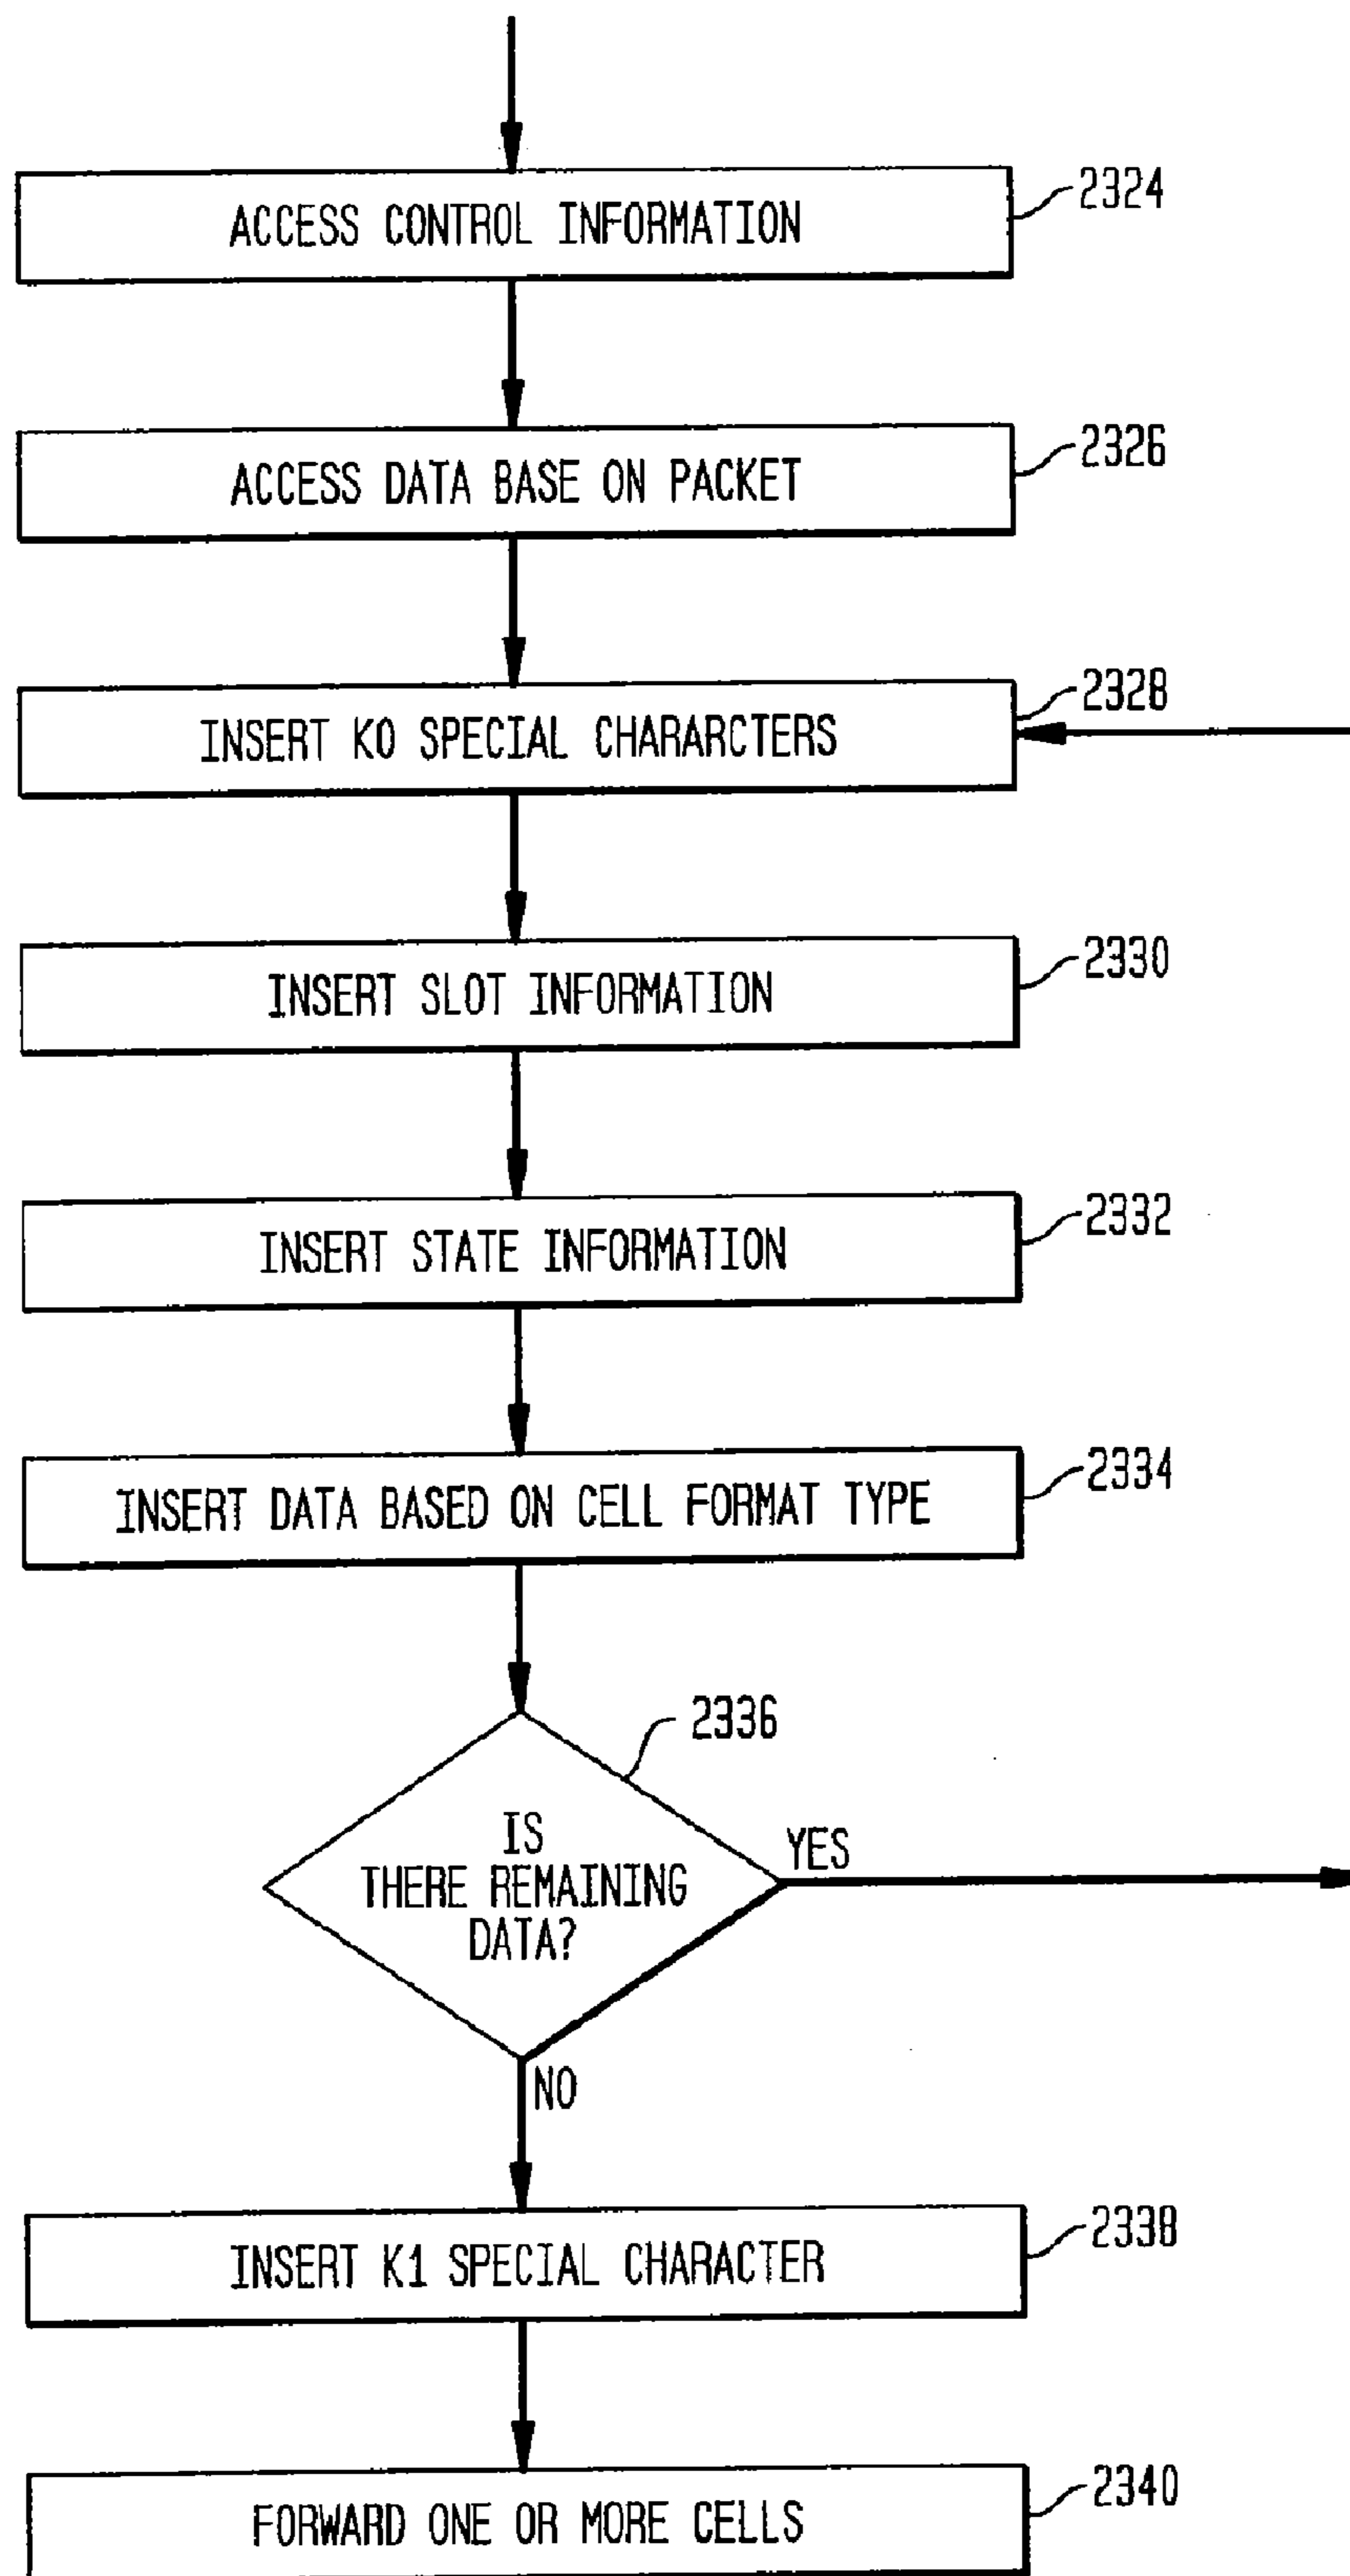 ACCESS CONTROL INFORMATION
2324
ACCESS DATA BASE ON PACKET
2326
INSERT K0 SPECIAL CHARARCTERS
2328
INSERT SLOT INFORMATION
2330
INSERT STATE INFORMATION
2332
INSERT DATA BASED ON CELL FORMAT TYPE
2334
2336
IS
THERE REMAINING
DATA?
YES
NO
INSERT K1 SPECIAL CHARACTER
2338
FORWARD ONE OR MORE CELLS
2340